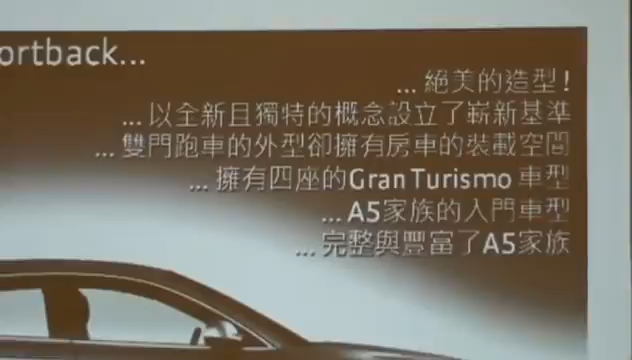 ortback...
... 絕美的造型!
... 以全新且獨特的概念設立了嶄新基準
... 雙門跑車的外型卻擁有房車的裝載空間
... 擁有四座的Gran Turismo 車型
... A5家族的入門車型
... 完整與豐富了A5家族